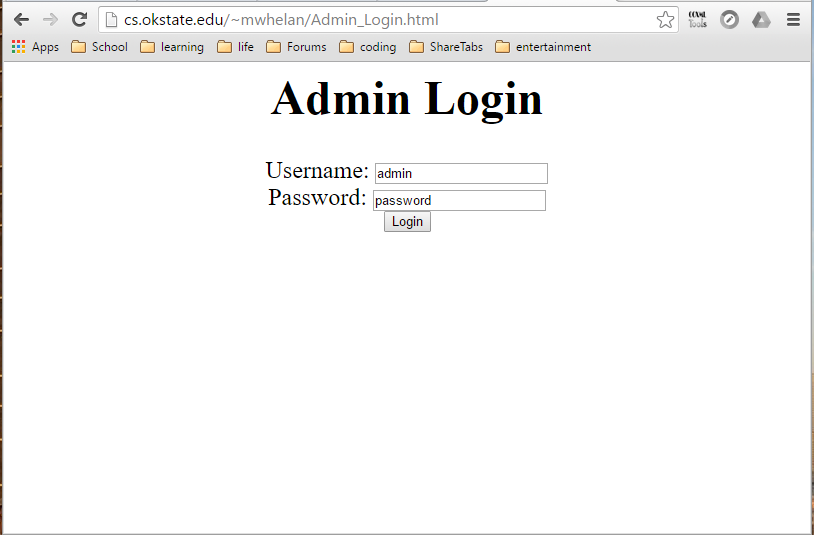 cs.okstate.edu/~mwhelan/Admin_Login.html
Apps School learning life Forums coding ShareTabs entertainment
Admin Login
Username: admin
Password: password
Login